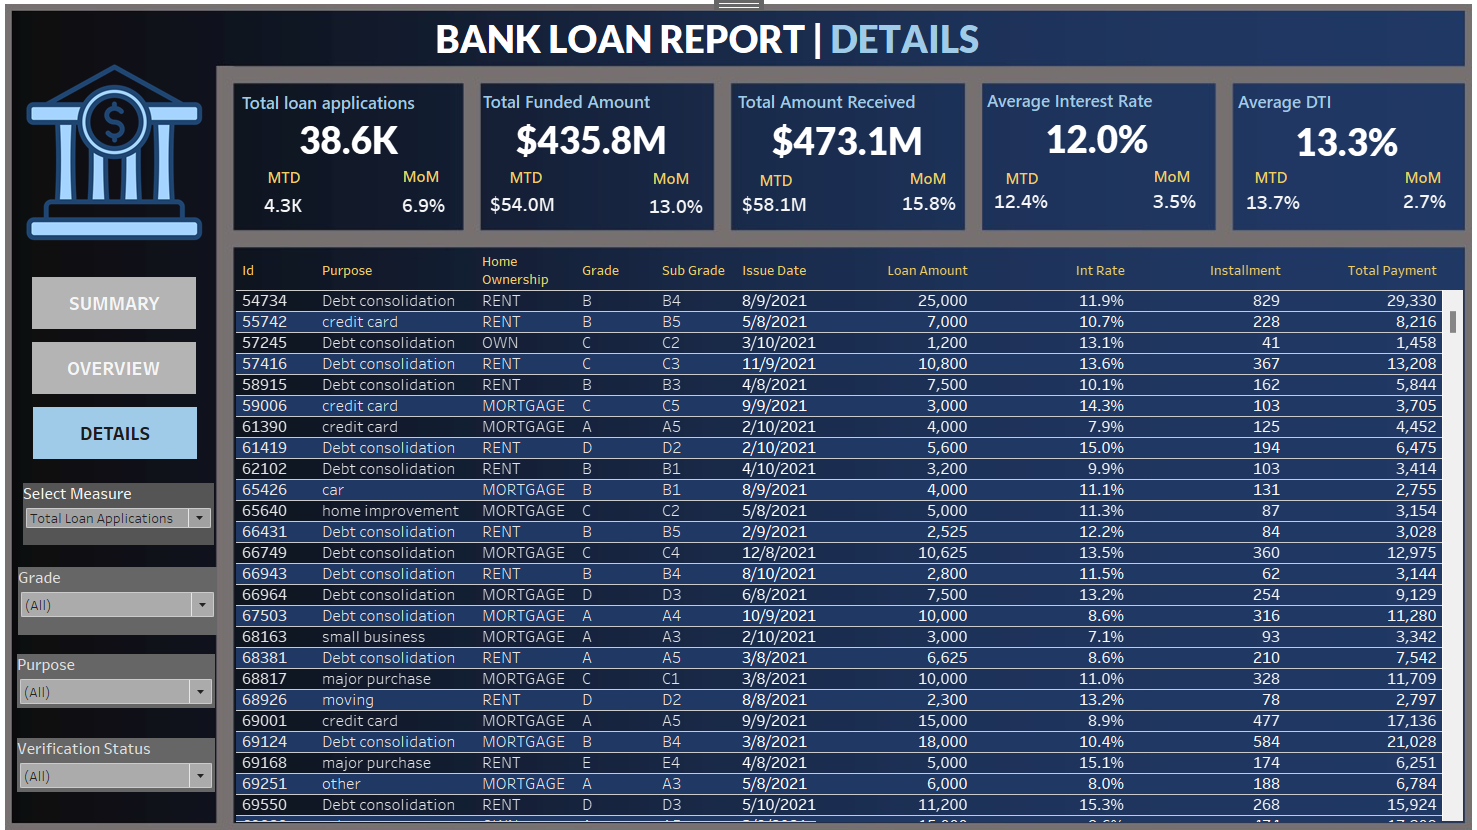 BANK LOAN REPORT | DETAILS
$
Total loan applications
38.6K
MTD MoM
4.3K 6.9%
Total Funded Amount
$435.8M
MTD MoM
$54.0M 13.0%
Total Amount Received
$473.1M
MTD MoM
$58.1M 15.8%
Average Interest Rate
12.0%
MTD MoM
12.4% 3.5%
Average DTI
13.3%
MTD MoM
13.7% 2.7%
SUMMARY
OVERVIEW
DETAILS
Select Measure
Total Loan Applications
Grade
(All)
Purpose
(All)
Verification Status
(All)
Id Purpose Home Ownership Grade Sub Grade Issue Date Loan Amount Int Rate Installment Total Payment
54734 Debt consolidation RENT B B4 8/9/2021 25,000 11.9% 829 29,330
55742 credit card RENT B B5 5/8/2021 7,000 10.7% 228 8,216
57245 Debt consolidation OWN C C2 3/10/2021 1,200 13.1% 41 1,458
57416 Debt consolidation RENT C C3 11/9/2021 10,800 13.6% 367 13,208
58915 Debt consolidation RENT B B3 4/8/2021 7,500 10.1% 162 5,844
59006 credit card MORTGAGE C C5 9/9/2021 3,000 14.3% 103 3,705
61390 credit card MORTGAGE A A5 2/10/2021 4,000 7.9% 125 4,452
61419 Debt consolidation RENT D D2 2/10/2021 5,600 15.0% 194 6,475
62102 Debt consolidation RENT B B1 4/10/2021 3,200 9.9% 103 3,414
65426 car MORTGAGE B B1 8/9/2021 4,000 11.1% 131 2,755
65640 home improvement MORTGAGE C C2 5/8/2021 5,000 11.3% 87 3,154
66431 Debt consolidation RENT B B5 2/9/2021 2,525 12.2% 84 3,028
66749 Debt consolidation MORTGAGE C C4 12/8/2021 10,625 13.5% 360 12,975
66943 Debt consolidation RENT B B4 8/10/2021 2,800 11.5% 62 3,144
66964 Debt consolidation MORTGAGE D D3 6/8/2021 7,500 13.2% 254 9,129
67503 Debt consolidation MORTGAGE A A4 10/9/2021 10,000 8.6% 316 11,280
68163 small business MORTGAGE A A3 2/10/2021 3,000 7.1% 93 3,342
68381 Debt consolidation RENT A A5 3/8/2021 6,625 8.6% 210 7,542
68817 major purchase MORTGAGE C C1 3/8/2021 10,000 11.0% 328 11,709
68926 moving RENT D D2 8/8/2021 2,300 13.2% 78 2,797
69001 credit card MORTGAGE A A5 9/9/2021 15,000 8.9% 477 17,136
69124 Debt consolidation MORTGAGE B B4 3/8/2021 18,000 10.4% 584 21,028
69168 major purchase RENT E E4 4/8/2021 5,000 15.1% 174 6,251
69251 other MORTGAGE A A3 5/8/2021 6,000 8.0% 188 6,784
69550 Debt consolidation RENT D D3 5/10/2021 11,200 15.3% 268 15,924